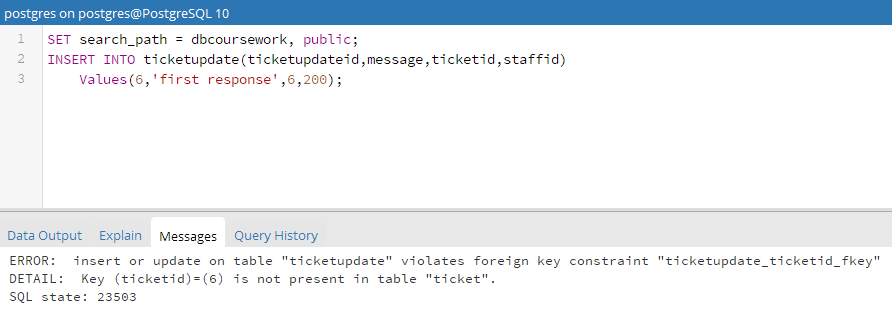 postgres on postgres@PostgreSQL 10
1 SET search_path = dbcoursework, public;
2 INSERT INTO ticketupdate(ticketupdateid,message,ticketid,staffid)
3 Values(6,'first response',6,200);
Data Output Explain Messages Query History
ERROR: insert or update on table "ticketupdate" violates foreign key constraint "ticketupdate_ticketid_fkey"
DETAIL: Key (ticketid)=(6) is not present in table "ticket".
SQL state: 23503